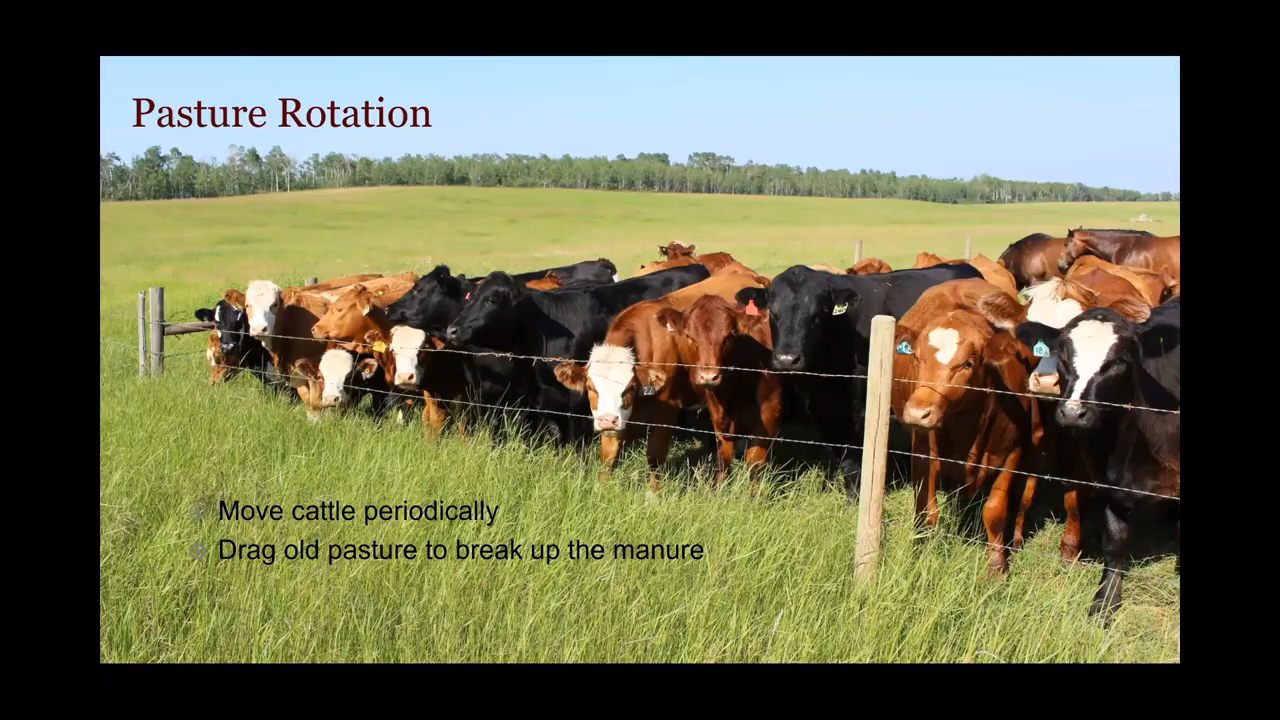 Pasture Rotation
Move cattle periodically
Drag old pasture to break up the manure